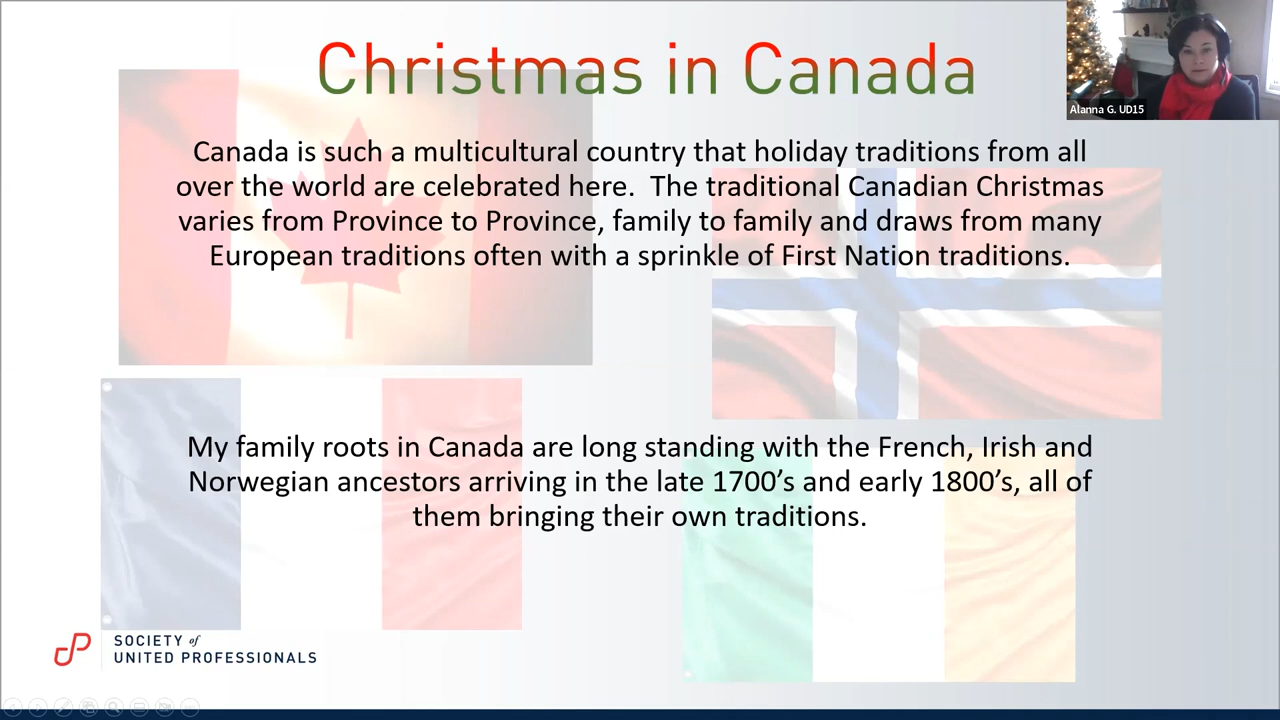 Christmas in Canada
Alanna G. UD15
Canada is such a multicultural country that holiday traditions from all
over the world are celebrated here.  The traditional Canadian Christmas
varies from Province to Province, family to family and draws from many
European traditions often with a sprinkle of First Nation traditions.
My family roots in Canada are long standing with the French, Irish and
Norwegian ancestors arriving in the late 1700’s and early 1800’s, all of
them bringing their own traditions.
SOCIETY of
UNITED PROFESSIONALS